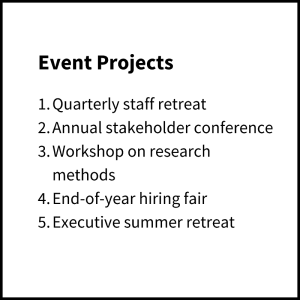 Event Projects
1. Quarterly staff retreat
2. Annual stakeholder conference
3. Workshop on research
methods
4. End-of-year hiring fair
5. Executive summer retreat